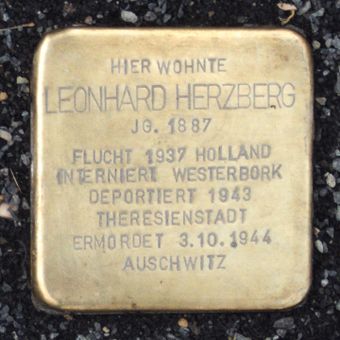 HIER WOHNTE
LEONHARD HERZBERG
JG. 1887
FLUCHT 1937 HOLLAND
INTERNIERT WESTERBORK
DEPORTIERT 1943
THERESIENSTADT
ERMORDET 3.10.1944
AUSCHWITZ